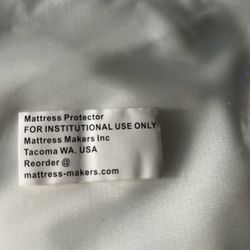 Mattress Protector
FOR INSTITUTIONAL USE ONLY
Mattress Makers Inc
Tacoma WA. USA
Reorder @
mattress-makers.com